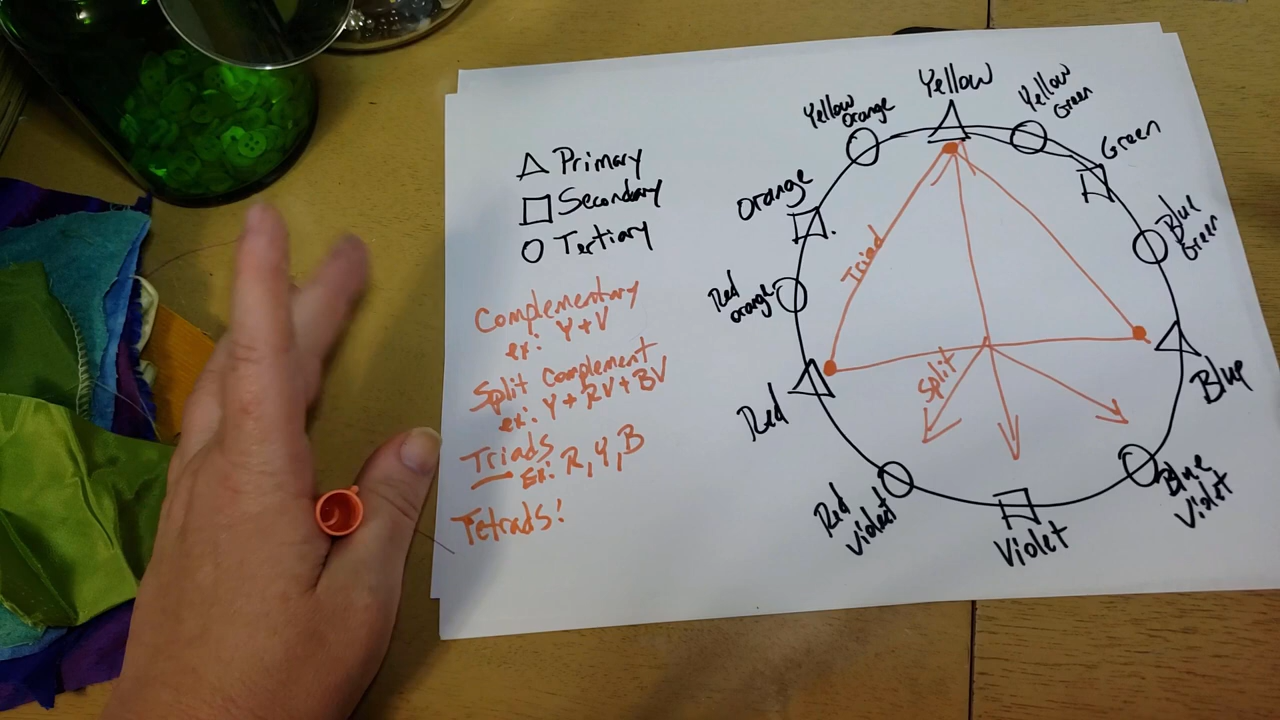 Primary
Secondary
Tertiary
Complementary
ex: Y + V
Split Complement
ex: Y + RV + BV
Triads
Ex: R, Y, B
Tetrads!
Yellow
Yellow
Green
Green
Blue
Green
Blue
Blue
Violet
Violet
Red
Violet
Red
Red
orange
Orange
Yellow
orange
Triad
Split